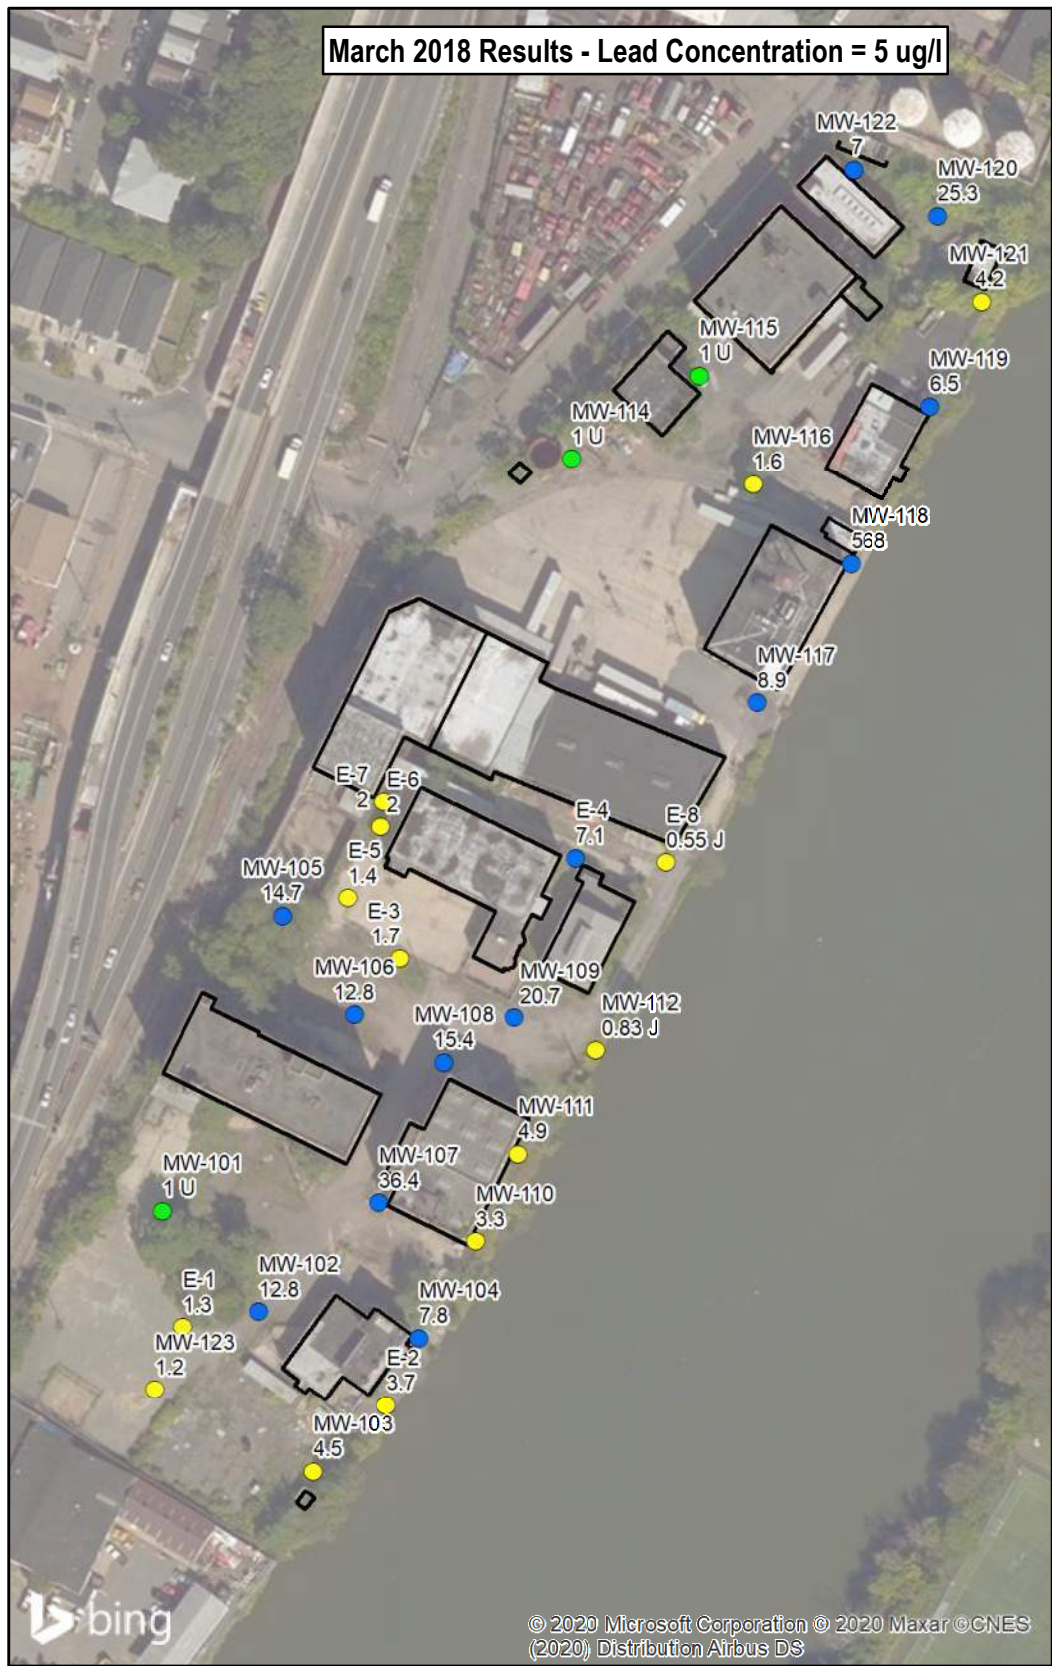 March 2018 Results - Lead Concentration = 5 ug/l
MW-122
7
MW-120
25.3
MW-121
4.2
MW-115
1 U
MW-119
6.5
MW-114
1 U
MW-116
1.6
MW-118
568
MW-117
8.9
E-7
2
E-6
2
E-4
7.1
E-8
0.55 J
E-5
1.4
MW-105
14.7
E-3
1.7
MW-106
12.8
MW-109
20.7
MW-112
0.83 J
MW-108
15.4
MW-111
4.9
MW-107
36.4
MW-101
1 U
MW-110
3.3
MW-102
12.8
E-1
1.3
MW-104
7.8
MW-123
1.2
E-2
3.7
MW-103
4.5
bing
© 2020 Microsoft Corporation © 2020 Maxar ©CNES
(2020) Distribution Airbus DS